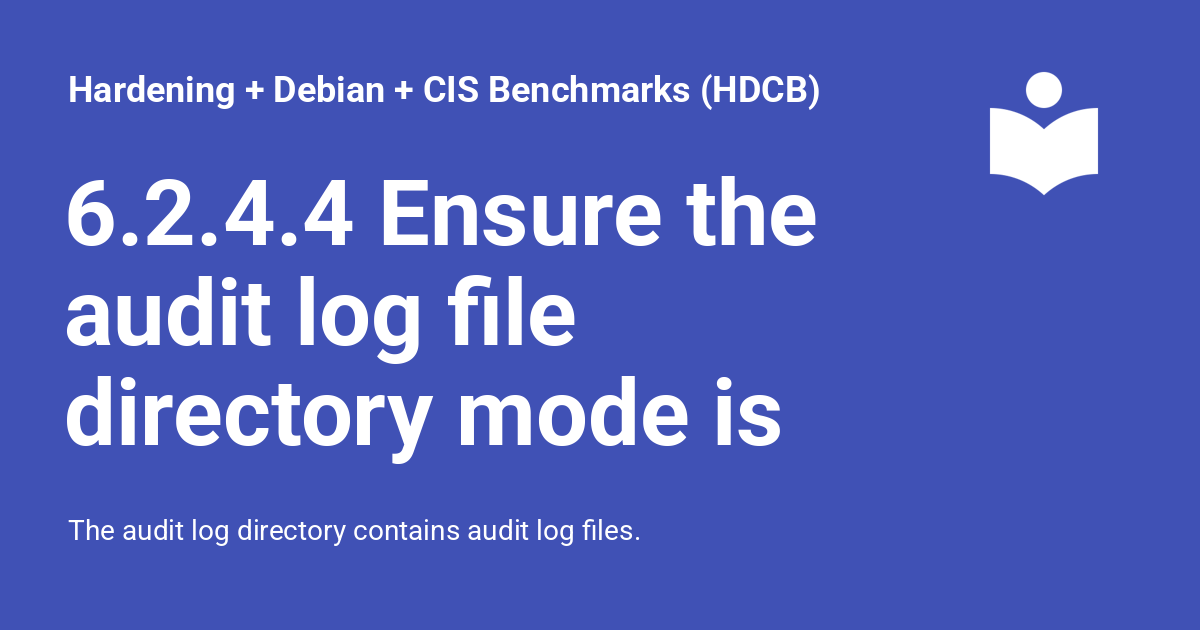 Hardening + Debian + CIS Benchmarks (HDCB)
6.2.4.4 Ensure the
audit log file
directory mode is
The audit log directory contains audit log files.